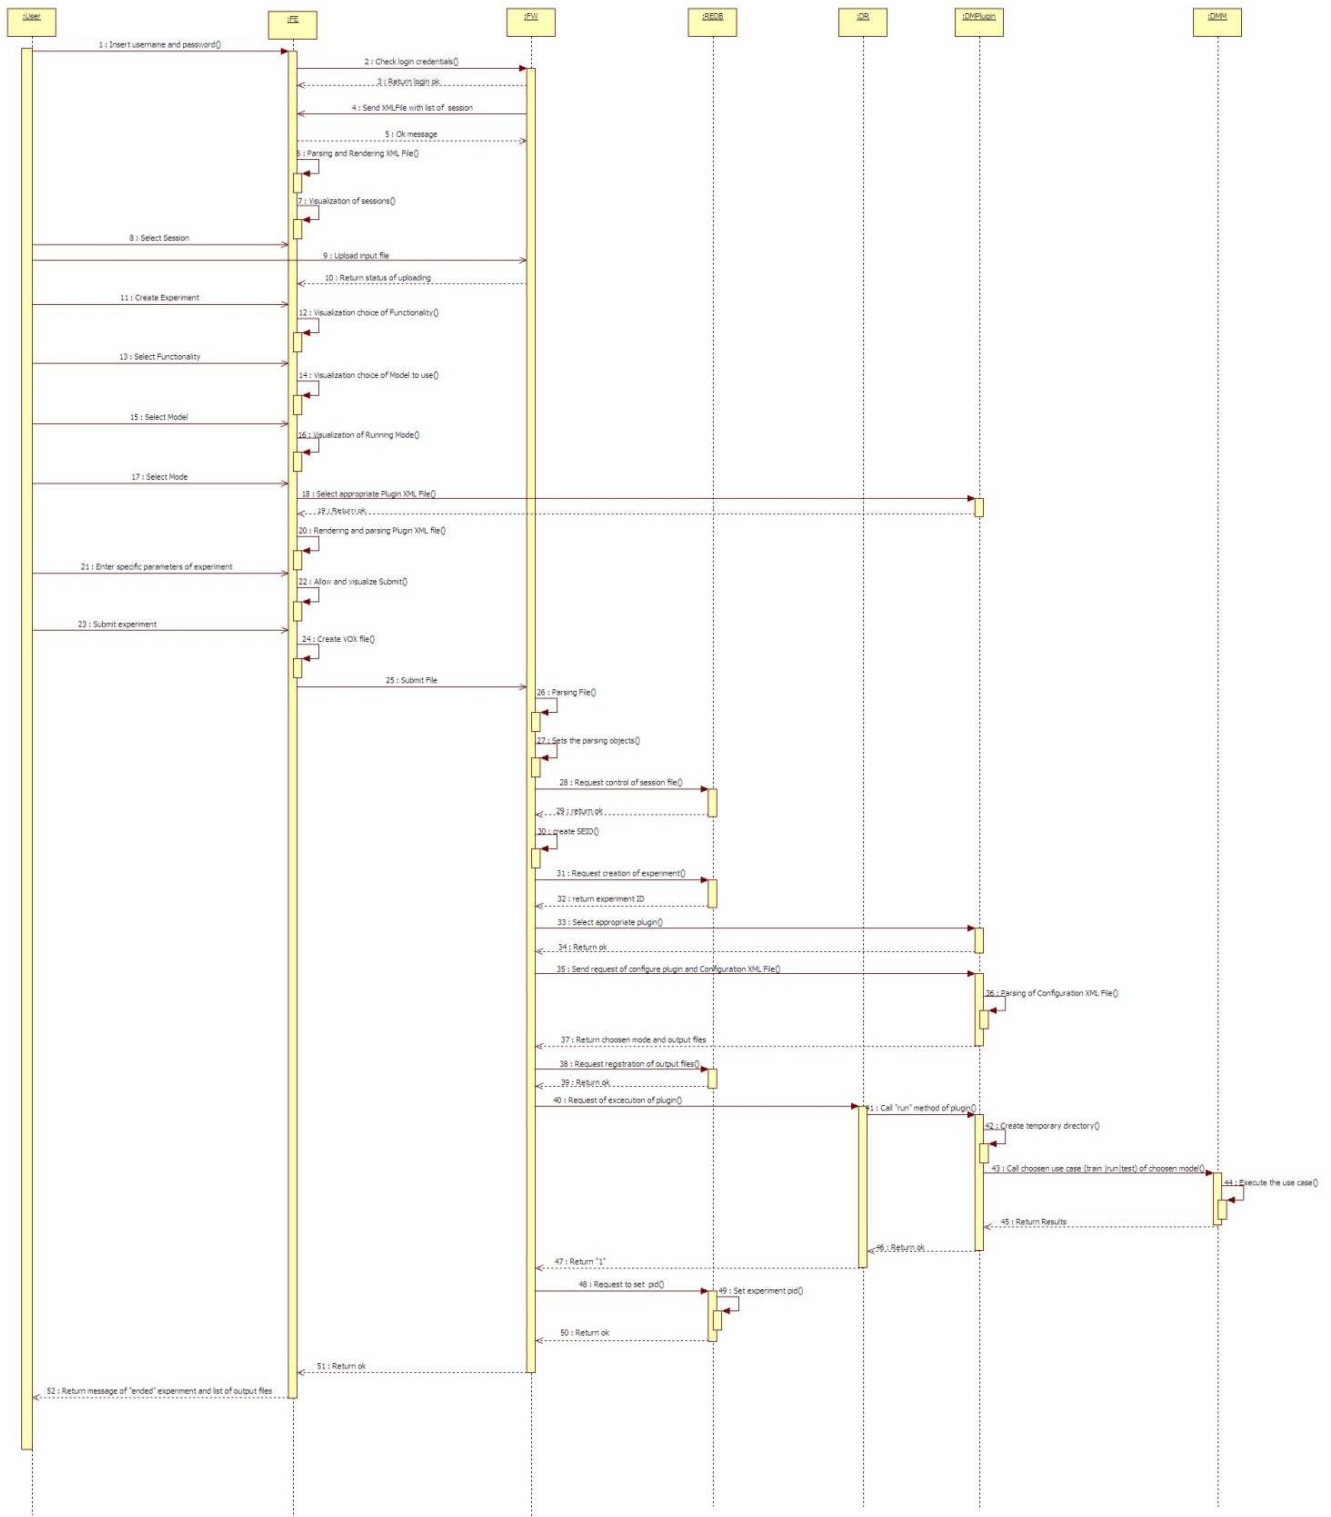 :User
:FE
:FW
:REDB
:DR
:DMPlugin
:DMM
1 : Insert username and password()
2 : Check login credentials()
3 : Return login ok
4 : Send XMLFile with list of session
5 : Ok message
6 : Parsing and Rendering XML File()
7 : Visualization of sessions()
8 : Select Session
9 : Upload input file
10 : Return status of uploading
11 : Create Experiment
12 : Visualization choice of Functionality()
13 : Select Functionality
14 : Visualization choice of Model to use()
15 : Select Model
16 : Visualization of Running Mode()
17 : Select Mode
18 : Select appropriate Plugin XML File()
19 : Return ok
20 : Rendering and parsing Plugin XML file()
21 : Enter specific parameters of experiment
22 : Allow and visualize Submit()
23 : Submit experiment
24 : Create VOX file()
25 : Submit File
26 : Parsing File()
27 : Sets the parsing objects()
28 : Request control of session file()
29 : return ok
30 : create SEID()
31 : Request creation of experiment()
32 : return experiment ID
33 : Select appropriate plugin()
34 : Return ok
35 : Send request of configure plugin and Configuration XML File()
36 : Parsing of Configuration XML File()
37 : Return choosen mode and output files
38 : Request registration of output files()
39 : Return ok
40 : Request of excecution of plugin()
41 : Call "run" method of plugin()
42 : Create temporary directory()
43 : Call choosen use case (train |run|test) of choosen model()
44 : Execute the use case()
45 : Return Results
46 : Return ok
47 : Return "1"
48 : Request to set pid()
49 : Set experiment pid()
50 : Return ok
51 : Return ok
52 : Return message of "ended" experiment and list of output files